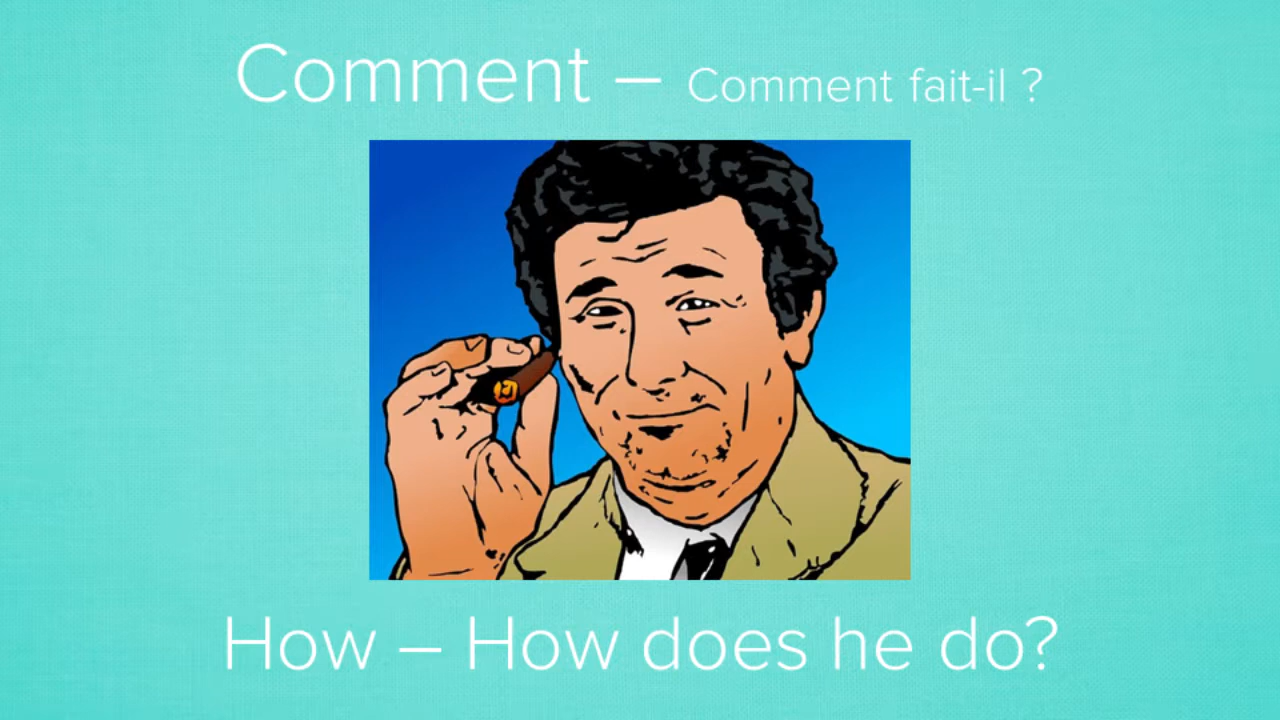 Comment – Comment fait-il ?
How – How does he do?